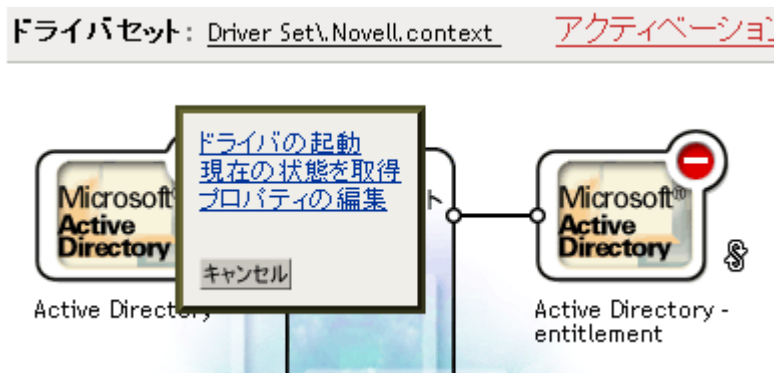 ドライバセット: Driver Set\.Novell.context アクティベーション
ドライバの起動
現在の状態を取得
プロパティの編集
キャンセル
ト
Microsoft®
Active
Directory
Active Directory
Microsoft®
Active
Directory
Active Directory -
entitlement